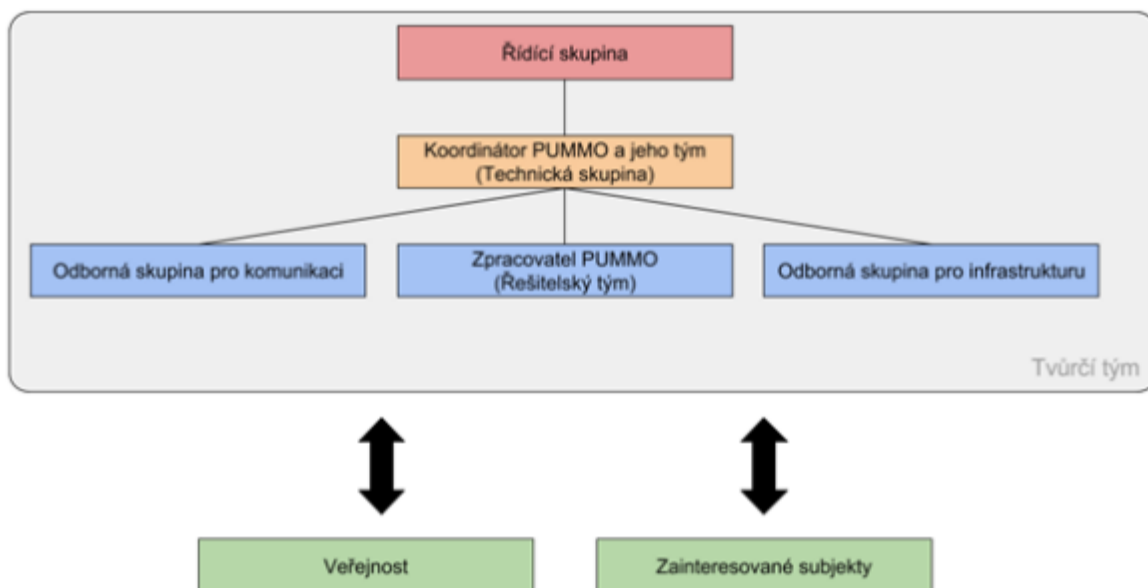 Řídící skupina
Koordinátor PUMMO a jeho tým
(Technická skupina)
Odborná skupina pro komunikaci
Zpracovatel PUMMO
(Řešitelský tým)
Odborná skupina pro infrastrukturu
Tvůrčí tým
Veřejnost
Zainteresované subjekty